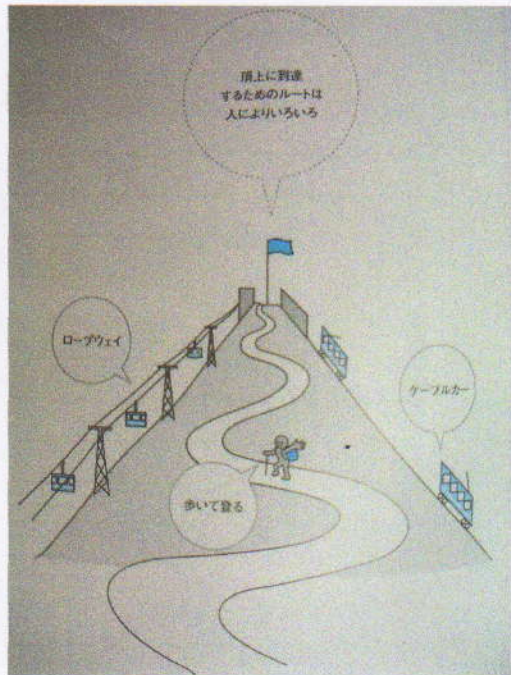 頂上に到達
するためのルートは
人によりいろいろ
ロープウェイ
ケーブルカー
歩いて登る